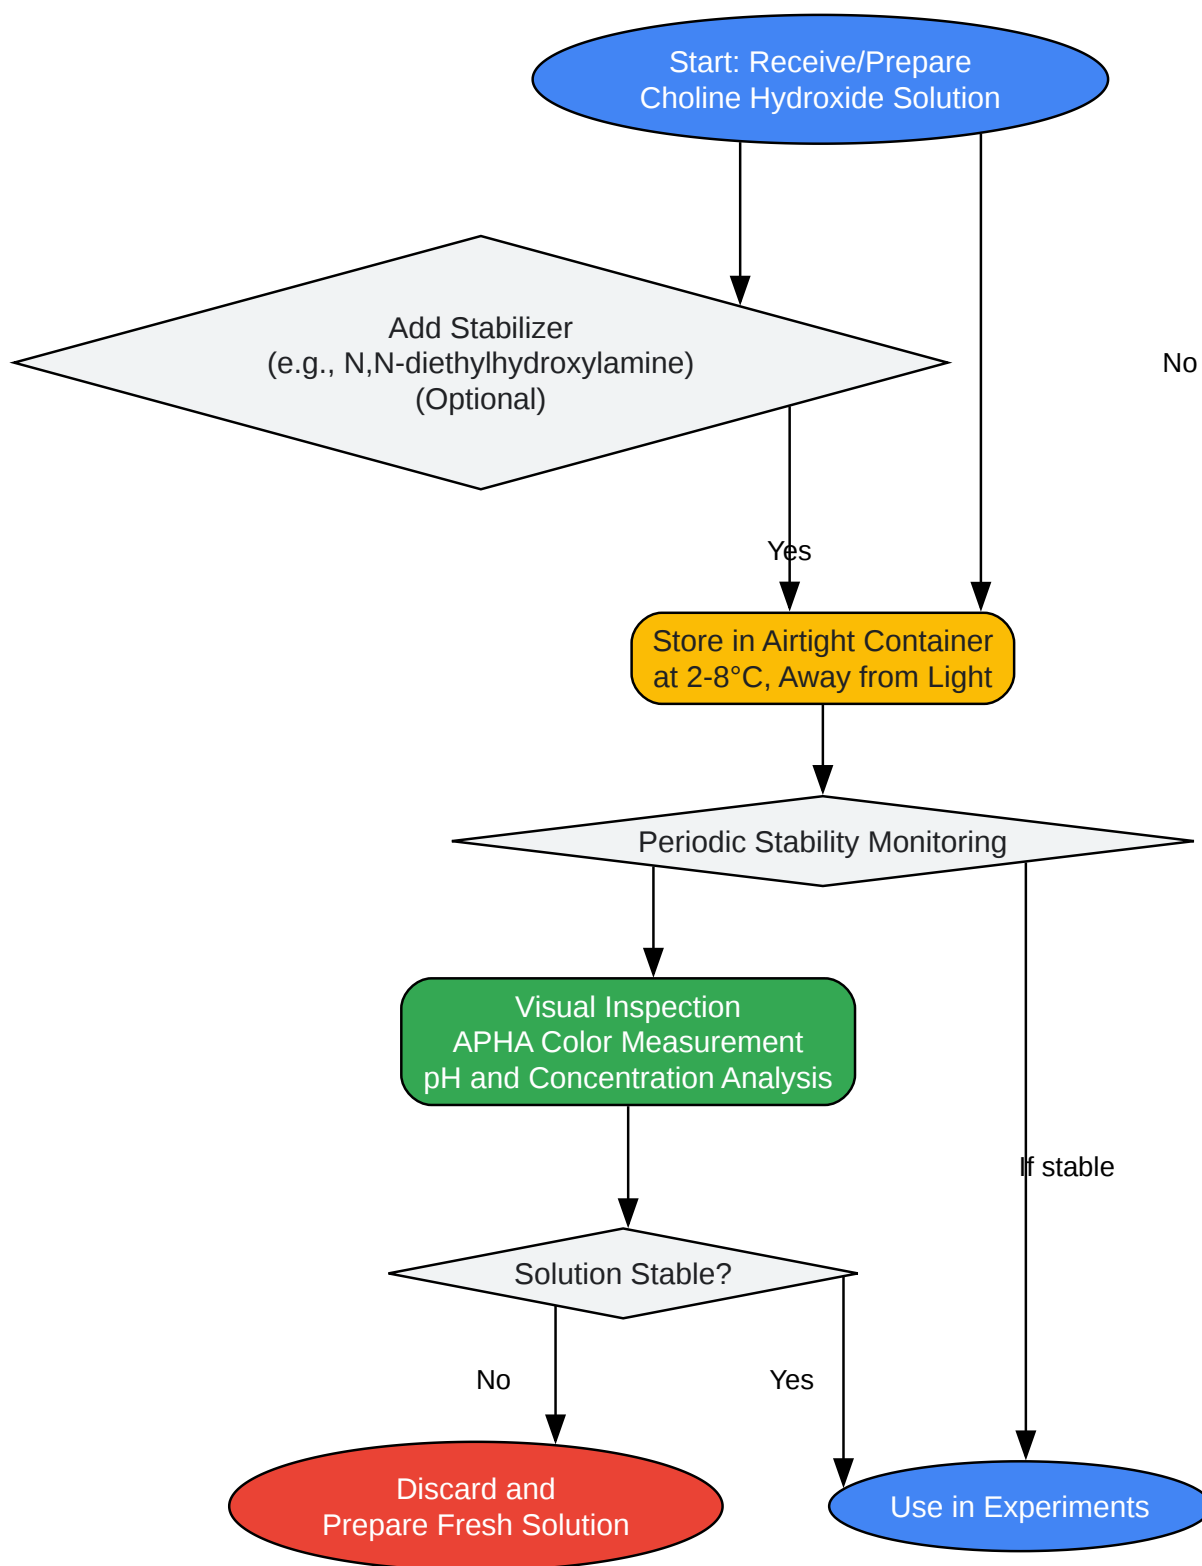 Start: Receive/Prepare
Choline Hydroxide Solution
Add Stabilizer
(e.g., N,N-diethylhydroxylamine)
(Optional)
No
Yes
Store in Airtight Container
at 2-8°C, Away from Light
Periodic Stability Monitoring
Visual Inspection
APHA Color Measurement
pH and Concentration Analysis
If stable
Solution Stable?
No
Yes
Discard and
Prepare Fresh Solution
Use in Experiments